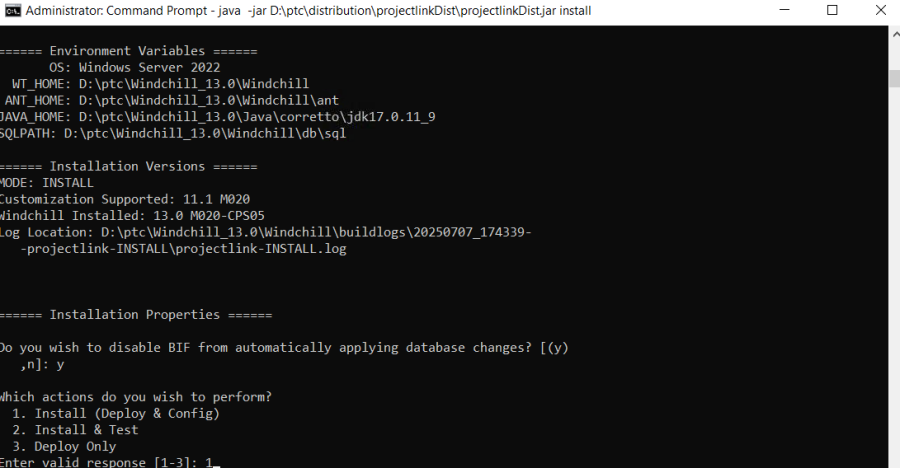 Administrator: Command Prompt - java -jar D:\ptc\distribution\projectlinkDist\projectlinkDist.jar install
====== Environment Variables ======
OS: Windows Server 2022
WT_HOME: D:\ptc\Windchill_13.0\Windchill
ANT_HOME: D:\ptc\Windchill_13.0\Windchill\ant
JAVA_HOME: D:\ptc\Windchill_13.0\Java\corretto\jdk17.0.11_9
SQLPATH: D:\ptc\Windchill_13.0\Windchill\db\sql
====== Installation Versions ======
MODE: INSTALL
Customization Supported: 11.1 M020
Windchill Installed: 13.0 M020-CPS05
Log Location: D:\ptc\Windchill_13.0\Windchill\buildlogs\20250707_174339-
-projectlink-INSTALL\projectlink-INSTALL.log
====== Installation Properties ======
Do you wish to disable BIF from automatically applying database changes? [(y)
,n]: y
Which actions do you wish to perform?
1. Install (Deploy & Config)
2. Install & Test
3. Deploy Only
Enter valid response [1-3]: 1_